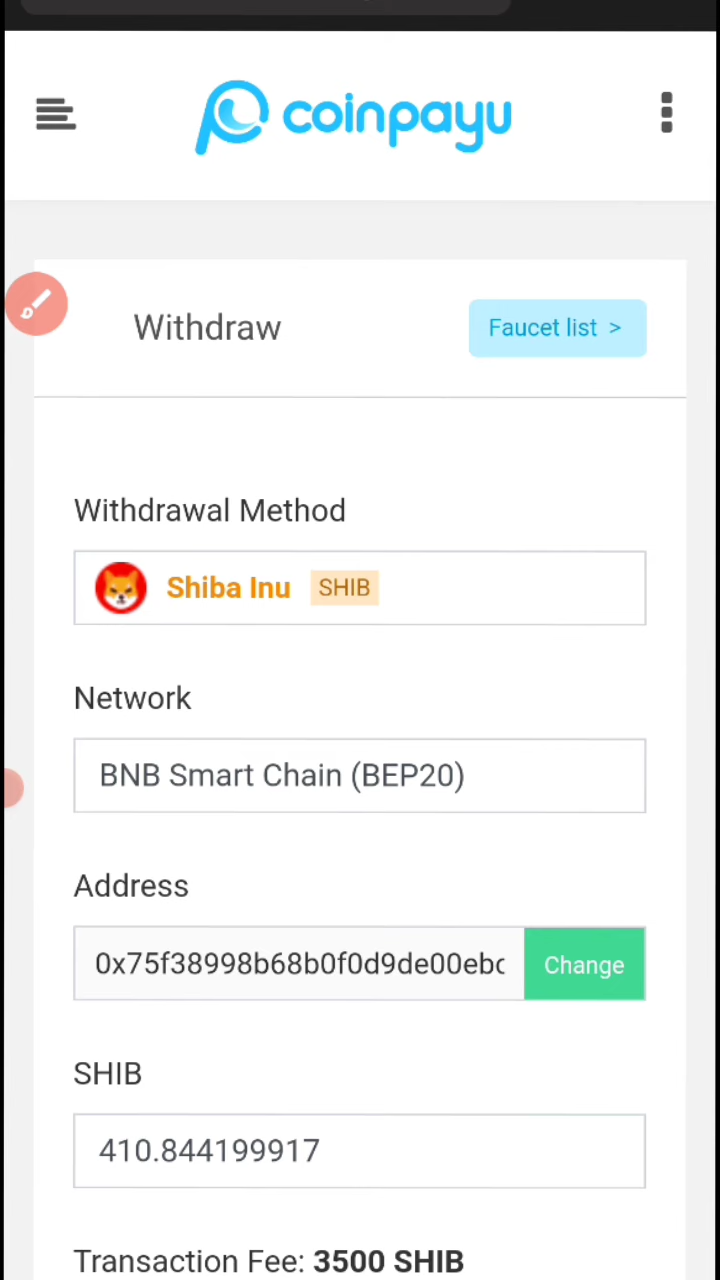 coinpayu
Withdraw
Faucet list >
Withdrawal Method
Shiba Inu SHIB
Network
BNB Smart Chain (BEP20)
Address
0x75f38998b68b0f0d9de00ebc
Change
SHIB
410.844199917
Transaction Fee: 3500 SHIB